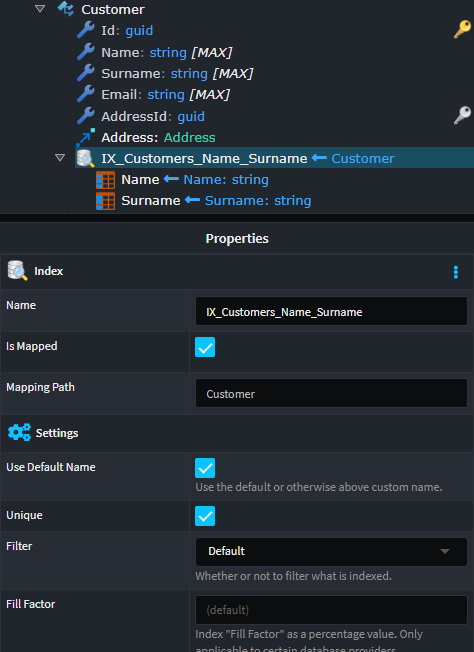 Customer
Id: guid
Name: string [MAX]
Surname: string [MAX]
Email: string [MAX]
AddressId: guid
Address: Address
IX_Customers_Name_Surname Customer
Name Name: string
Surname Surname: string
Properties
Index
Name IX_Customers_Name_Surname
Is Mapped
Mapping Path Customer
Settings
Use Default Name
Use the default or otherwise above custom name.
Unique
Filter Default
Whether or not to filter what is indexed.
Fill Factor (default)
Index "Fill Factor" as a percentage value. Only
applicable to certain database providers.